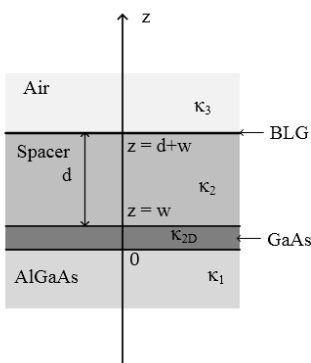 z
Air
κ3
BLG
Spacer
z = d+w
d
κ2
z = w
κ2D
GaAs
0
AlGaAs
κ1